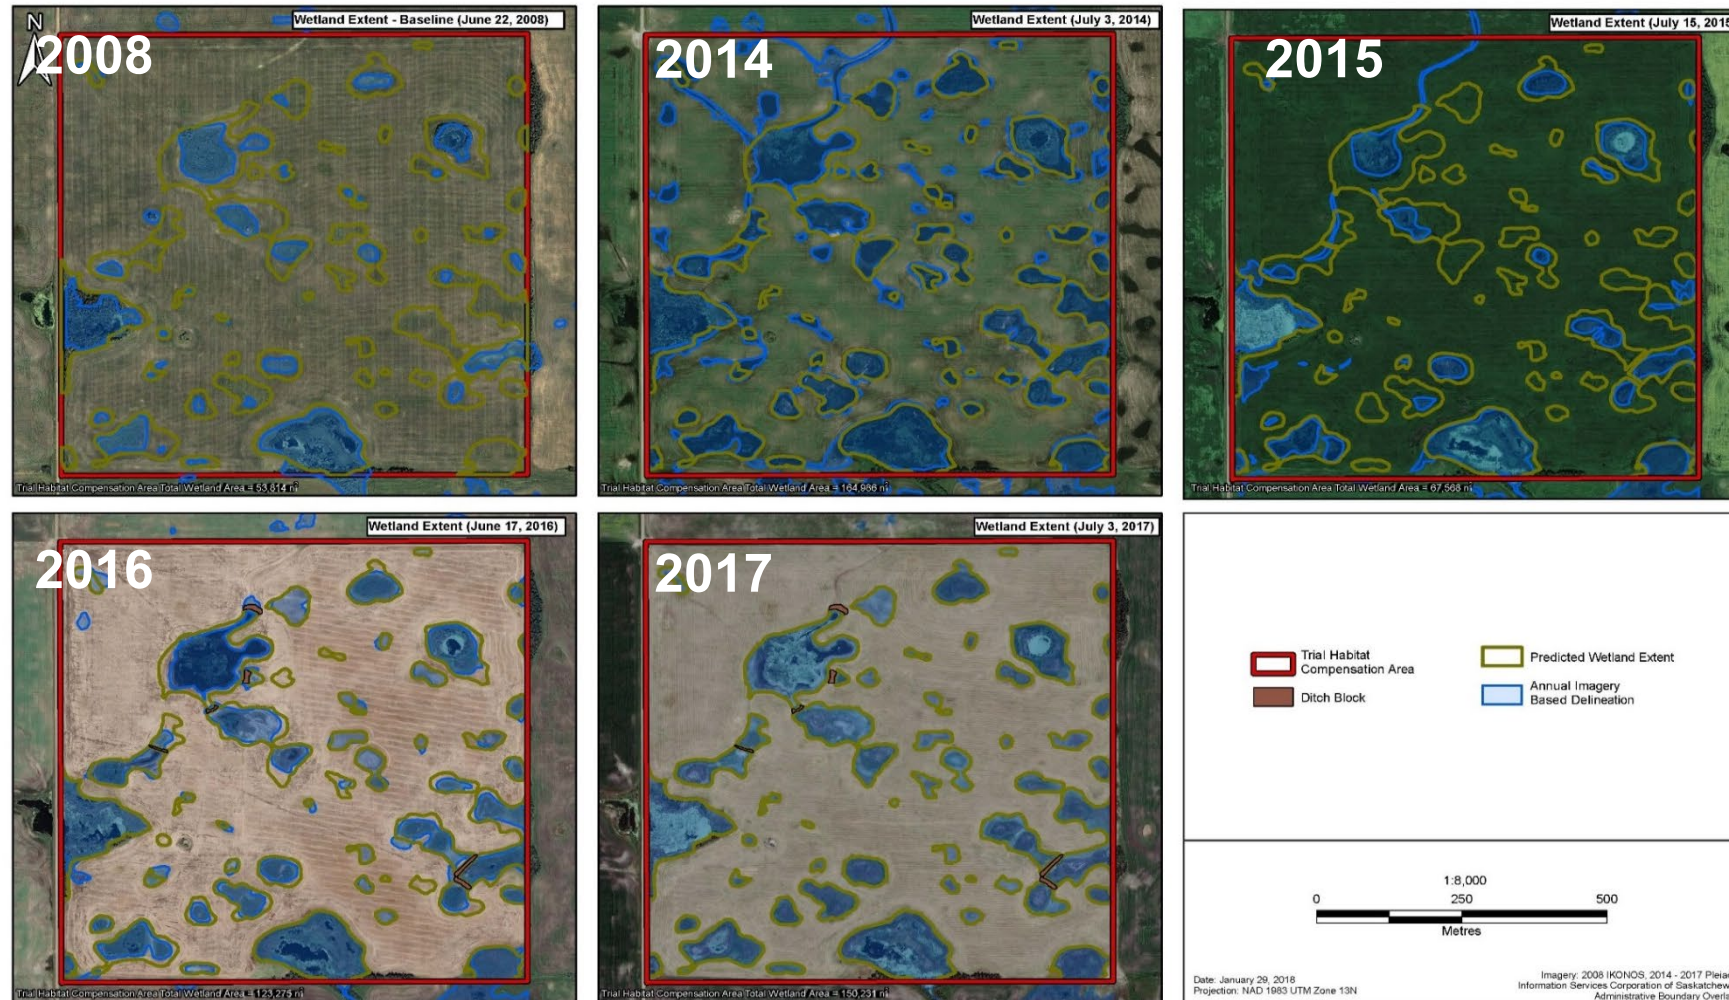 Wetland Extent - Baseline (June 22, 2008)
N
2008
Trial Habitat Compensation Area Total Wetland Area = 53,814 m²
Wetland Extent (July 3, 2014)
2014
Trial Habitat Compensation Area Total Wetland Area = 164,986 m²
Wetland Extent (July 15, 2015
2015
Trial Habitat Compensation Area Total Wetland Area = 67,568 m²
Wetland Extent (June 17, 2016)
2016
Trial Habitat Compensation Area Total Wetland Area = 123,275 m²
Wetland Extent (July 3, 2017)
2017
Trial Habitat Compensation Area Total Wetland Area = 150,231 m²
Trial Habitat
Compensation Area
Ditch Block
Predicted Wetland Extent
Annual Imagery
Based Delineation
1:8,000
0 250 500
Metres
Date: January 29, 2018
Projection: NAD 1983 UTM Zone 13N
Imagery: 2008 IKONOS, 2014 - 2017 Pleiad
Information Services Corporation of Saskatchew
Administrative Boundary Overla